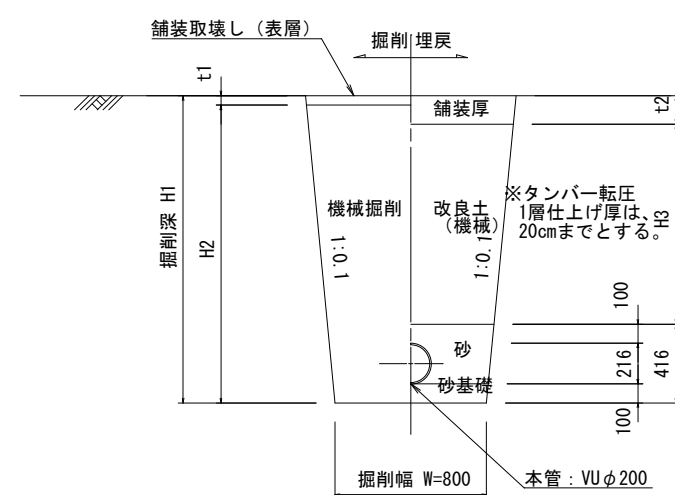 舗装取壊し（表層）
掘削
埋戻
t1
t2
舗装厚
掘削深 H1
H2
機械掘削
改良土
（機械）
※タンパー転圧
1層仕上げ厚は、
20cmまでとする。
H3
1:0.1
1:0.1
100
砂
216
416
砂基礎
100
掘削幅 W=800
本管：VUφ200